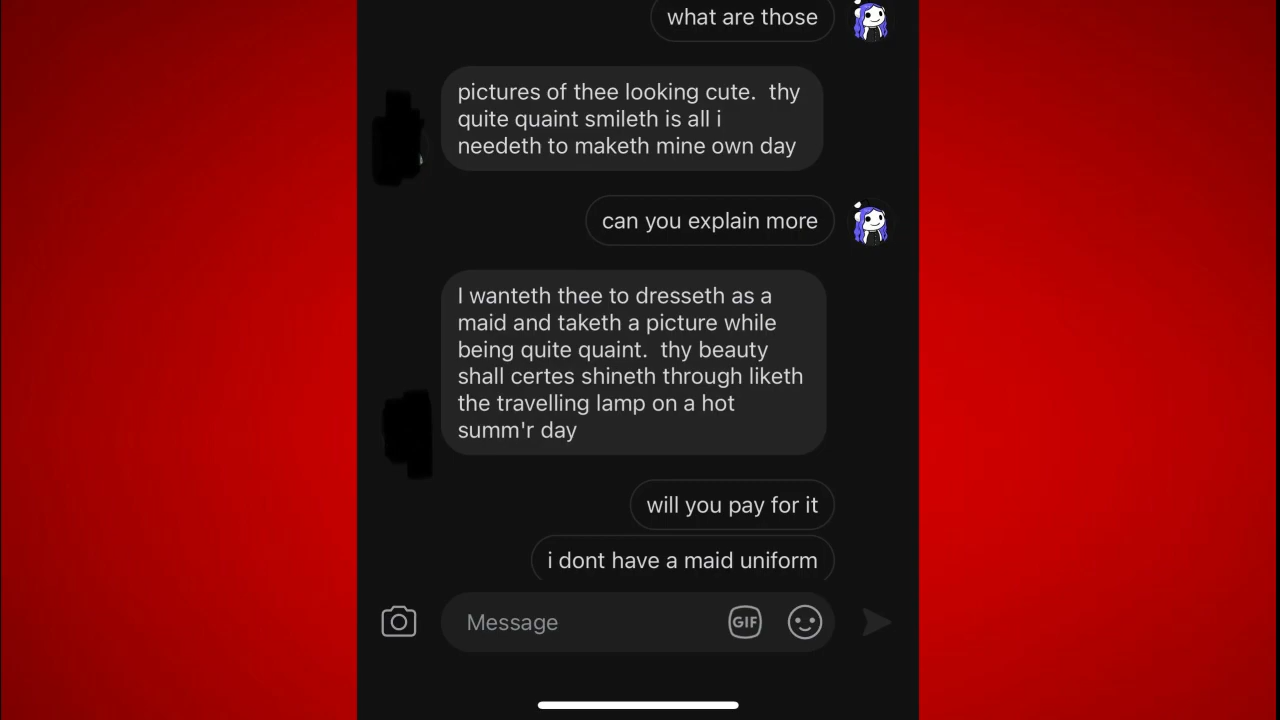 what are those
pictures of thee looking cute.  thy
quite quaint smileth is all i
needeth to maketh mine own day
can you explain more
I wanteth thee to dresseth as a
maid and taketh a picture while
being quite quaint.  thy beauty
shall certes shineth through liketh
the travelling lamp on a hot
summ'r day
will you pay for it
i dont have a maid uniform
Message
GIF